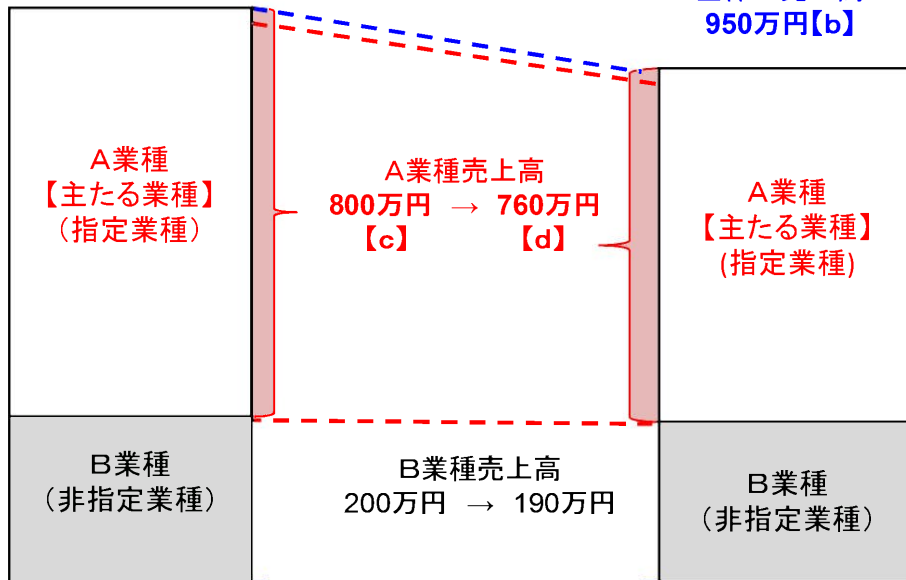 950万円【b】
A業種
【主たる業種】
（指定業種）
A業種売上高
800万円 → 760万円
【c】 【d】
A業種
【主たる業種】
(指定業種)
B業種
（非指定業種）
B業種売上高
200万円 → 190万円
B業種
（非指定業種）